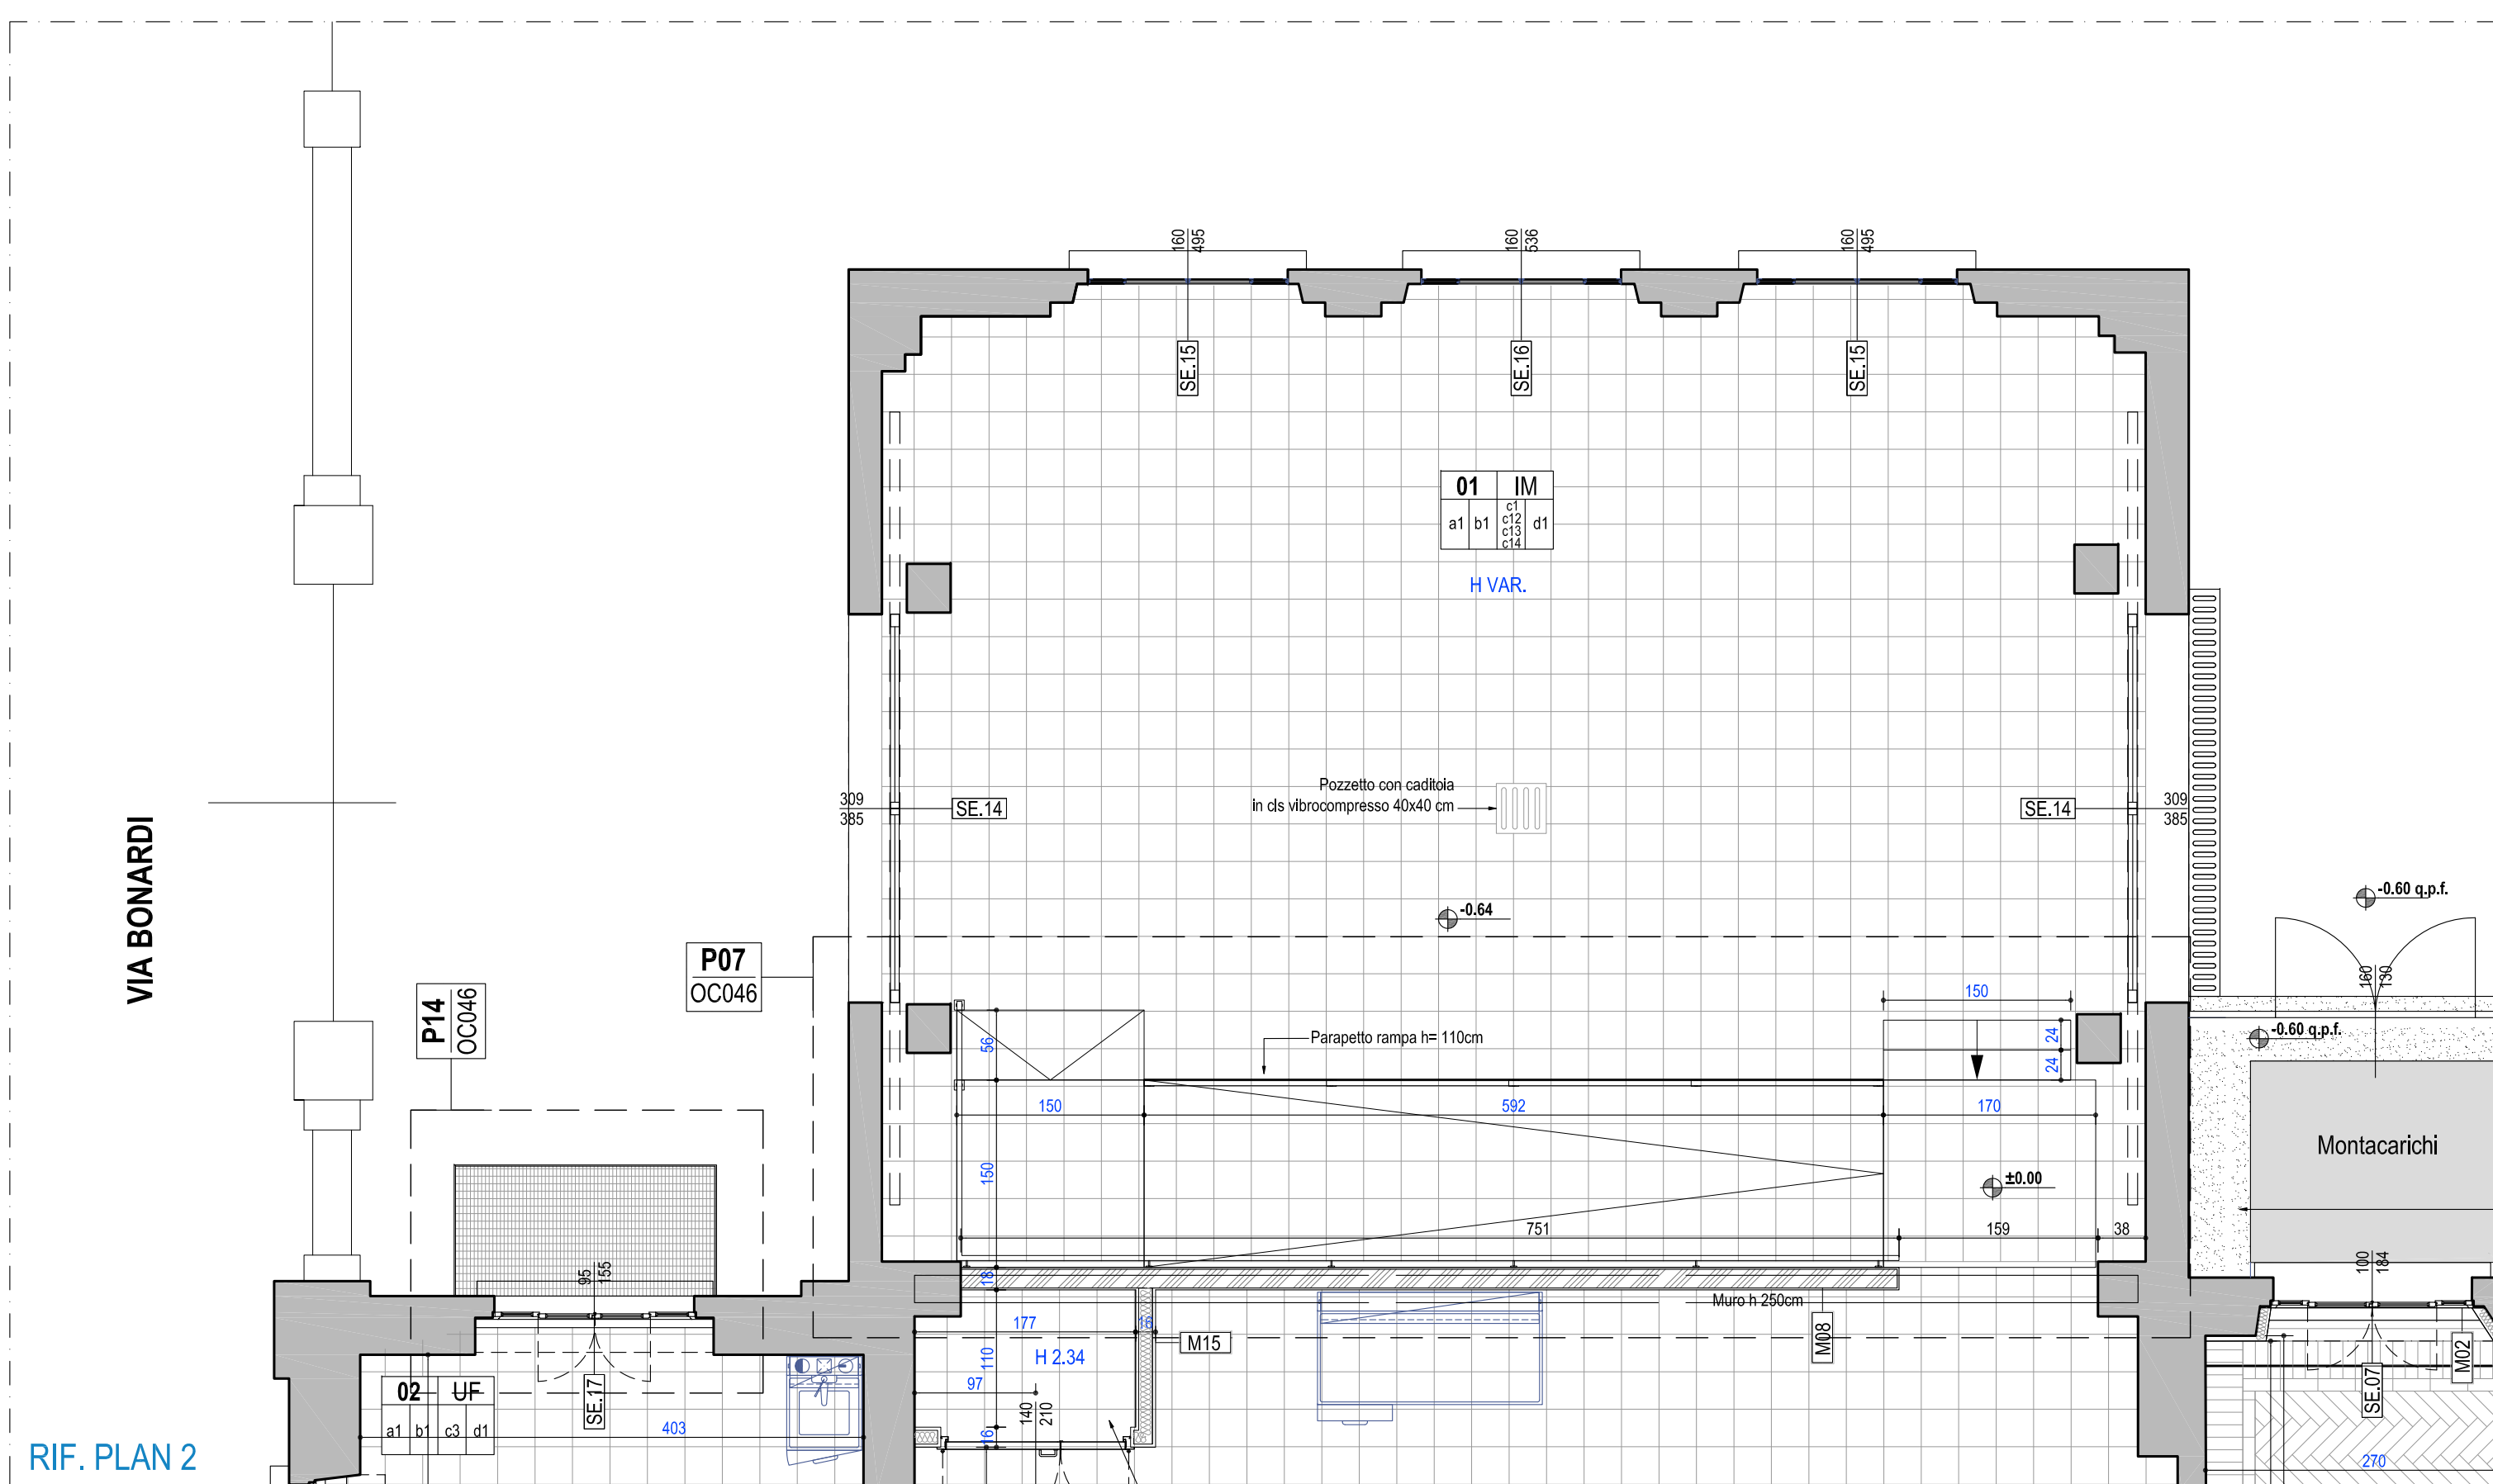 160
495
160
536
160
495
SE.15
SE.16
SE.15
01 IM
a1 b1 c1 d1
c12
c13
c14
H VAR.
Pozzetto con caditoia
in cls vibrocompresso 40x40 cm
309
385
SE.14
SE.14
309
385
VIA BONARDI
-0.60 q.p.f.
-0.64
P07
OC046
P14
OC046
160
130
150
-0.60 q.p.f.
Parapetto rampa h= 110cm
56
24
24
150
592
170
Montacarichi
150
±0.00
751
159
38
95
155
18
100
184
Muro h 250cm
177
16
M15
M08
M02
H 2.34
110
02 UF
a1 b1 c3 d1
SE.17
97
SE.07
140
210
403
16
RIF. PLAN 2
270